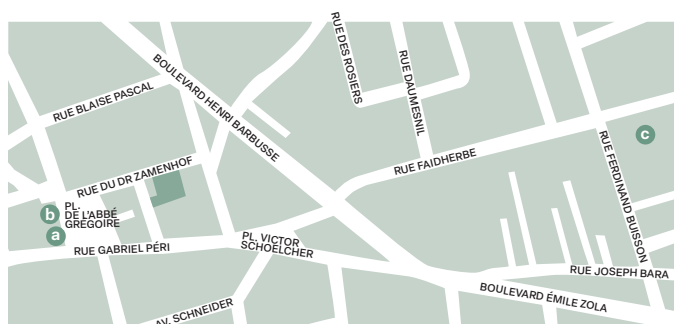 RUE DES ROSIERS
RUE DAUMESNIL
BOULEVARD HENRI BARBUSSE
RUE BLAISE PASCAL
c
RUE FAIDHERBE
RUE FERDINAND BUISSON
RUE DU DR ZAMENHOF
b
PL.
DE L'ABBÉ
GRÉGOIRE
a
RUE GABRIEL PÉRI
PL. VICTOR
SCHOELCHER
RUE JOSEPH BARA
BOULEVARD ÉMILE ZOLA
AV. SCHNEIDER